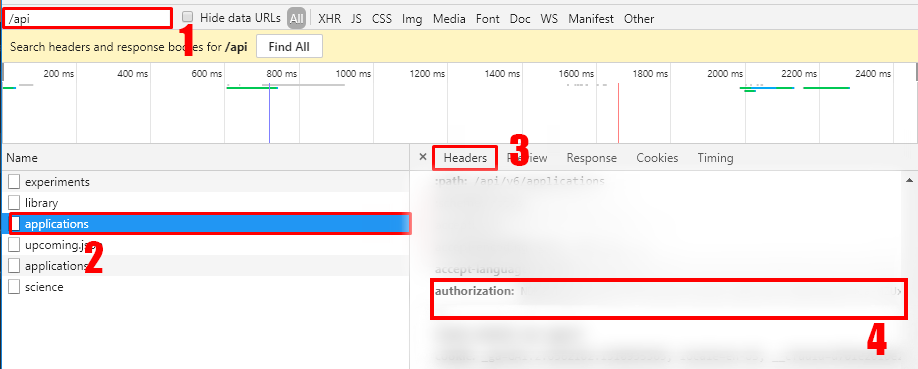 /api
Hide data URLs All XHR JS CSS Img Media Font Doc WS Manifest Other
1
Search headers and response bodies for /api Find All
200 ms 400 ms 600 ms 800 ms 1000 ms 1200 ms 1400 ms 1600 ms 1800 ms 2000 ms 2200 ms 2400 ms
3
Name
× Headers Preview Response Cookies Timing
experiments
:path: /api/v6/applications
library
applications
upcoming.json
2
applications
accept-language
science
authorization:
4